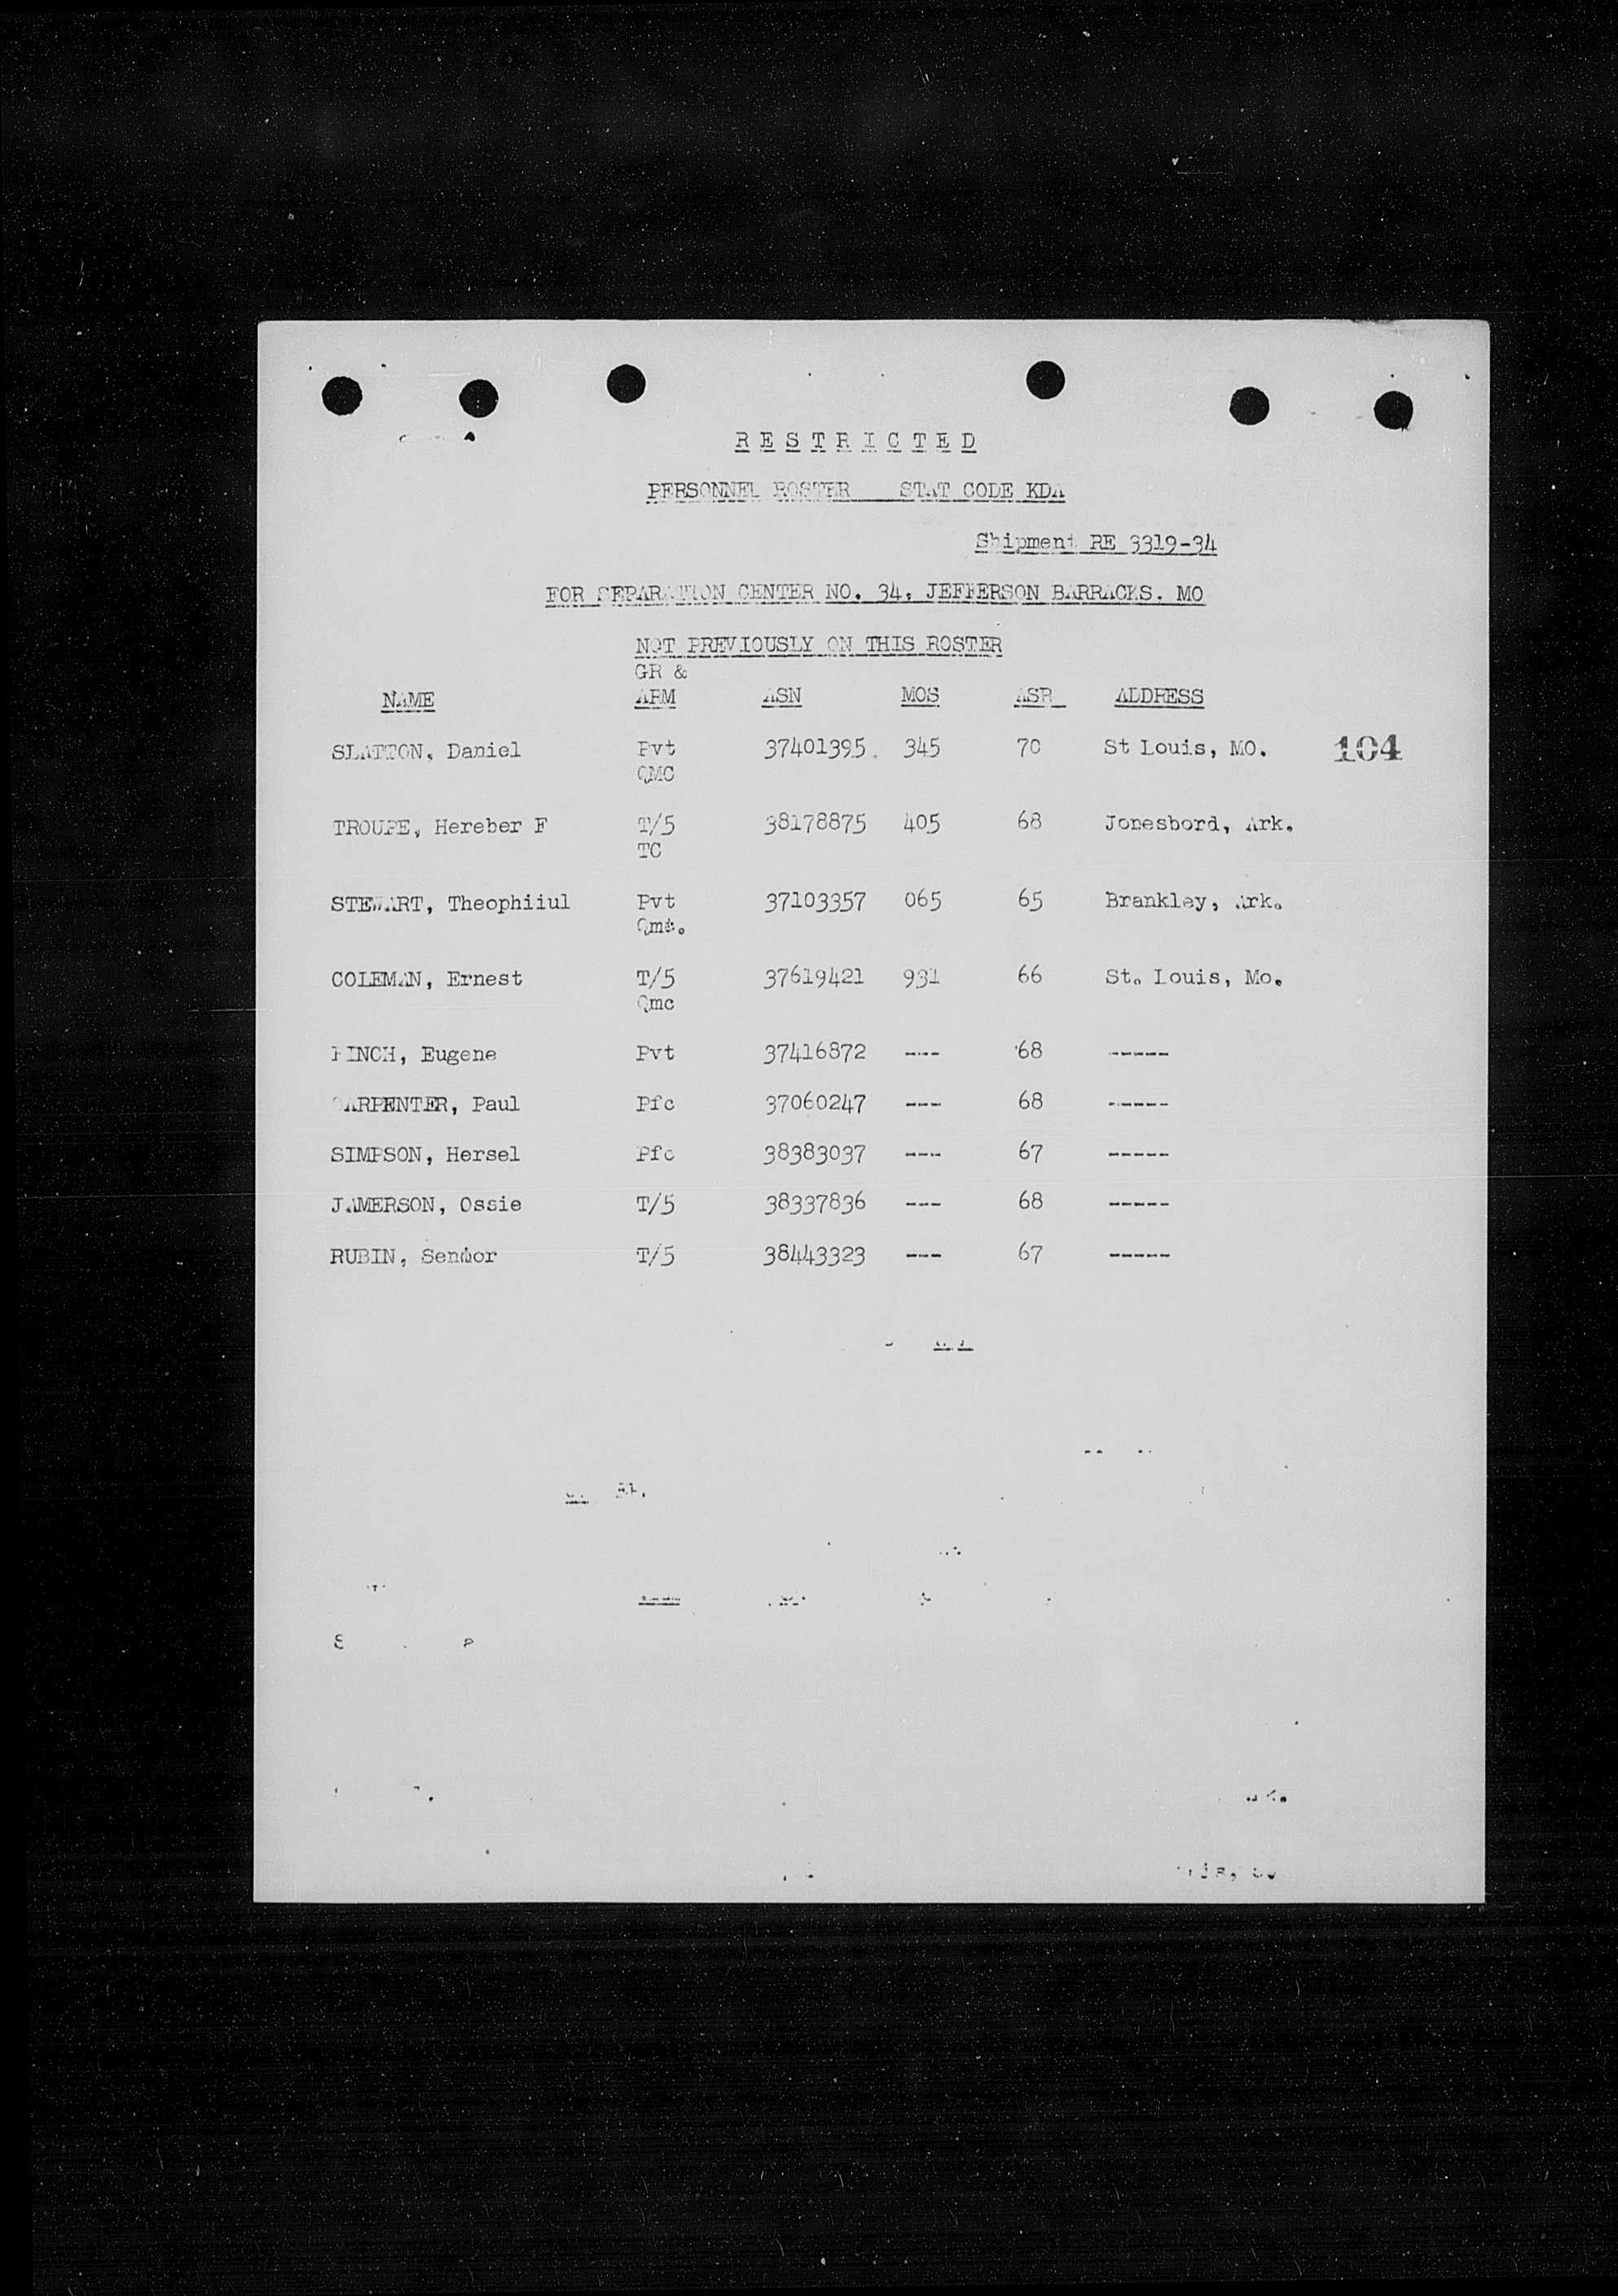 RESTRICTED
PERSONNEL ROSTER STAT CODE KDA
Shipment RE 3319-34
FOR SEPARATION CENTER NO. 34, JEFFERSON BARRACKS. MO
NOT PREVIOUSLY ON THIS ROSTER
GR &
NAME ARM ASN MOS ASR ADDRESS
SLATTON, Daniel Pvt 37401395. 345 70 St Louis, MO. 104
QMC
TROUPE, Hereber F T/5 38178875 405 68 Jonesbord, Ark.
TC
STEWART, Theophiiul Pvt 37103357 065 65 Brankley, Ark.
Qmc.
COLEMAN, Ernest T/5 37619421 931 66 St. Louis, Mo.
Qmc
Eugene Pvt 37416872 --- 68 -----
CARPENTER, Paul Pfc 37060247 --- 68 -----
SIMPSON, Hersel Pfc 38383037 --- 67 -----
JAMERSON, Ossie T/5 38337836 --- 68 -----
RUBIN, T/5 38443323 --- 67 -----